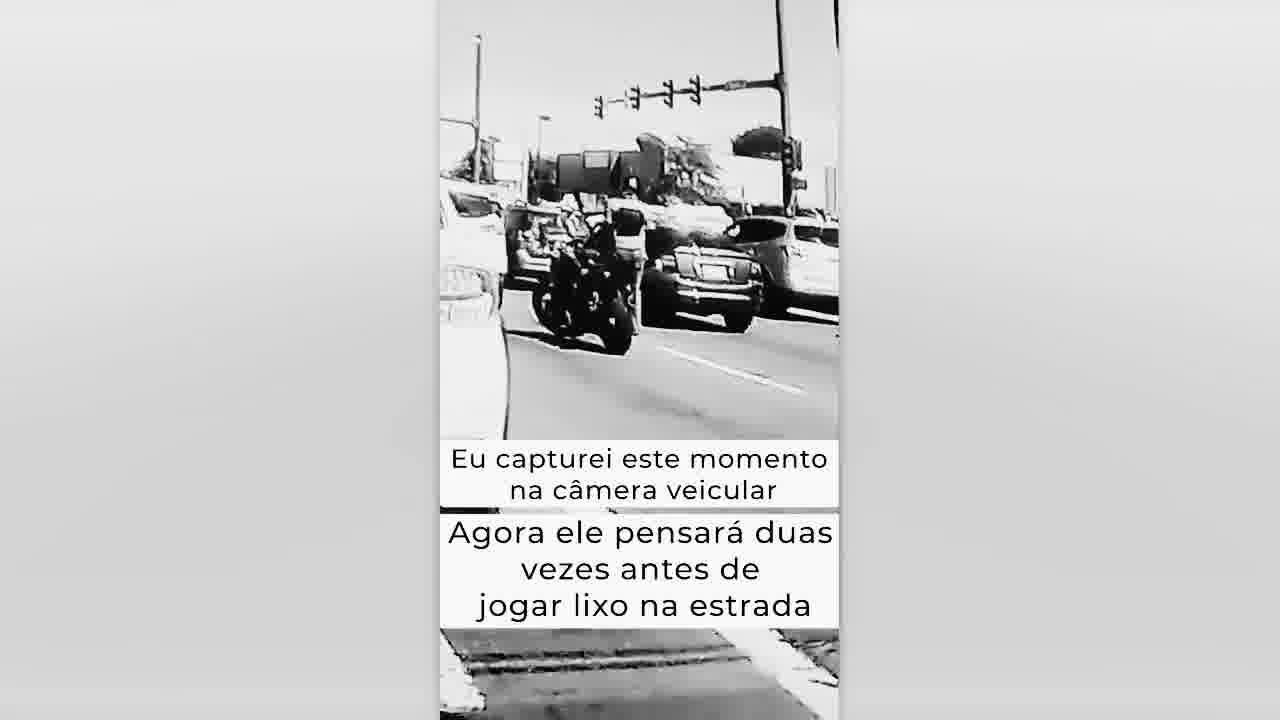 Eu capturei este momento
na câmera veicular
Agora ele pensará duas
vezes antes de
jogar lixo na estrada